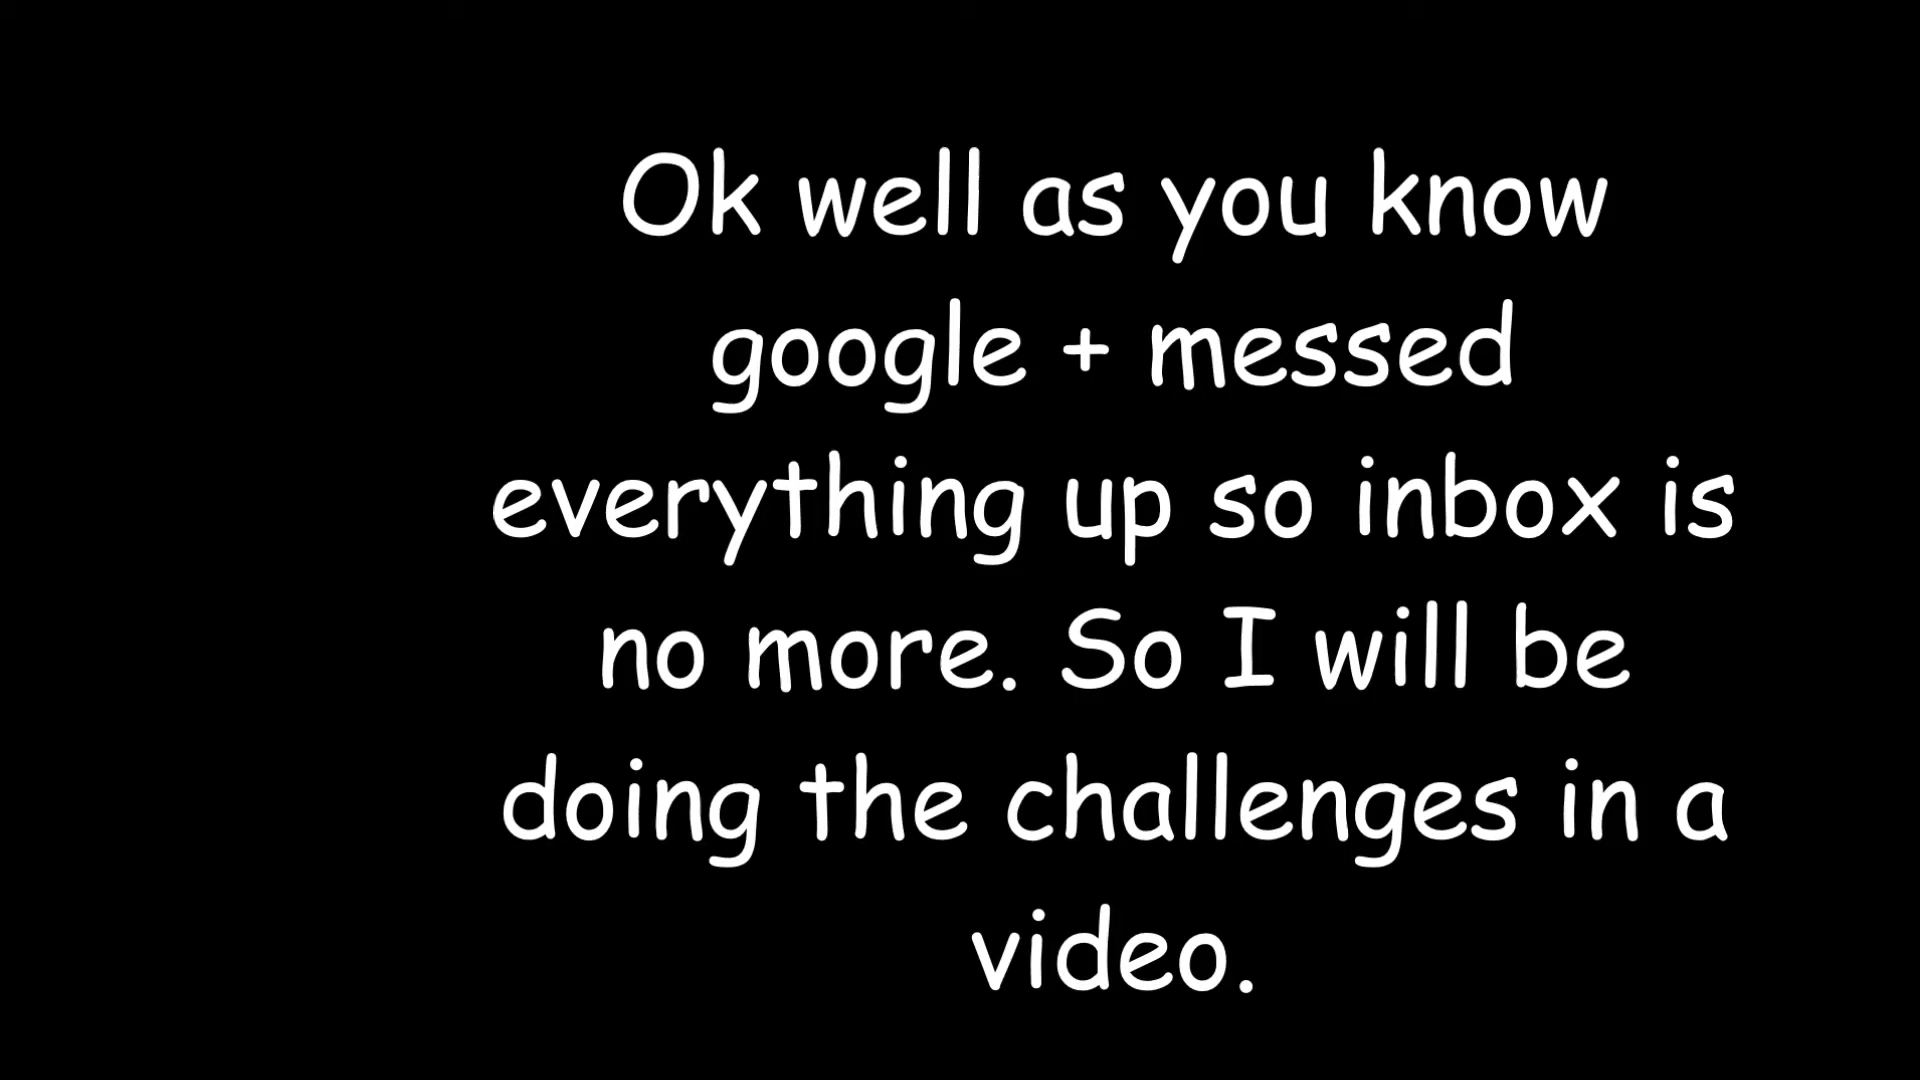 Ok well as you know
google + messed
everything up so inbox is
no more. So I will be
doing the challenges in a
video.